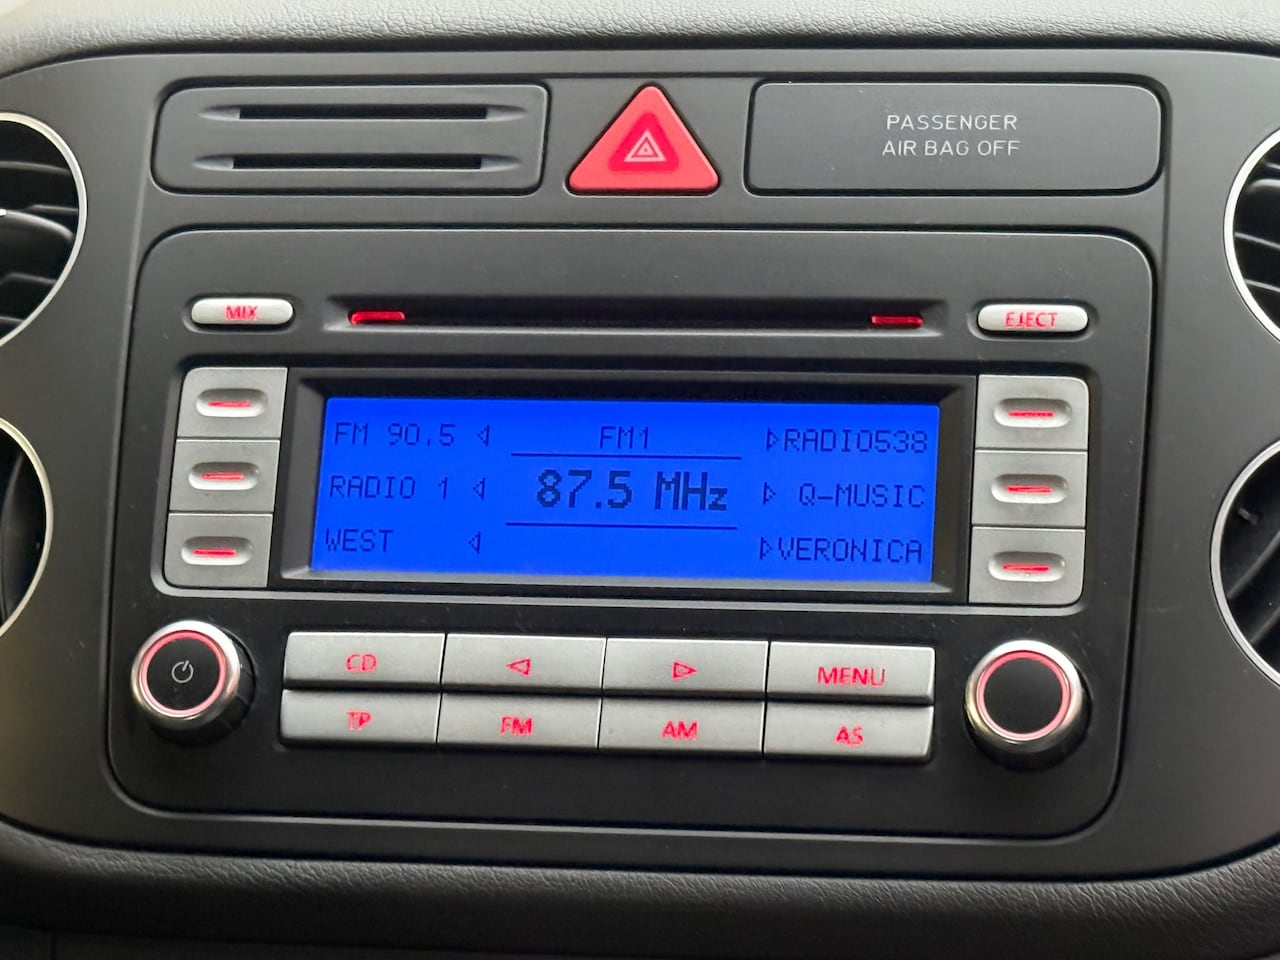 PASSENGER
AIR BAG OFF
MIX
EJECT
FM 90.5 FM1 RADIO538
RADIO 1 87.5 MHz Q-MUSIC
WEST VERONICA
CD MENU
TP FM AM AS